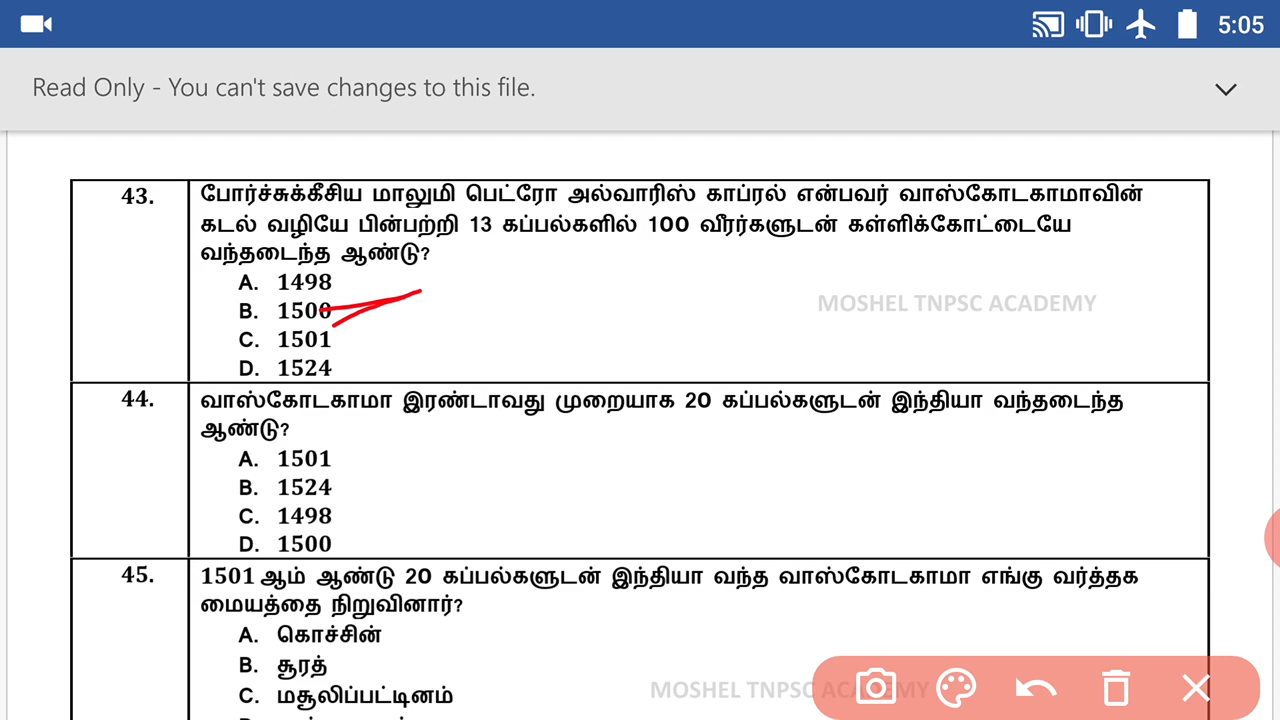 5:05
Read Only - You can't save changes to this file.
43. போர்ச்சுக்கீசிய மாலுமி பெட்ரோ அல்வாரிஸ் காப்ரல் என்பவர் வாஸ்கோடகாமாவின்
கடல் வழியே பின்பற்றி 13 கப்பல்களில் 100 வீரர்களுடன் கள்ளிக்கோட்டையே
வந்தடைந்த ஆண்டு?
A. 1498
B. 1500
MOSHEL TNPSC ACADEMY
C. 1501
D. 1524
44. வாஸ்கோடகாமா இரண்டாவது முறையாக 20 கப்பல்களுடன் இந்தியா வந்தடைந்த
ஆண்டு?
A. 1501
B. 1524
C. 1498
D. 1500
45. 1501 ஆம் ஆண்டு 20 கப்பல்களுடன் இந்தியா வந்த வாஸ்கோடகாமா எங்கு வர்த்தக
மையத்தை நிறுவினார்?
A. கொச்சின்
B. சூரத்
C. மசூலிப்பட்டினம்
MOSHEL TNPSC ACADEMY